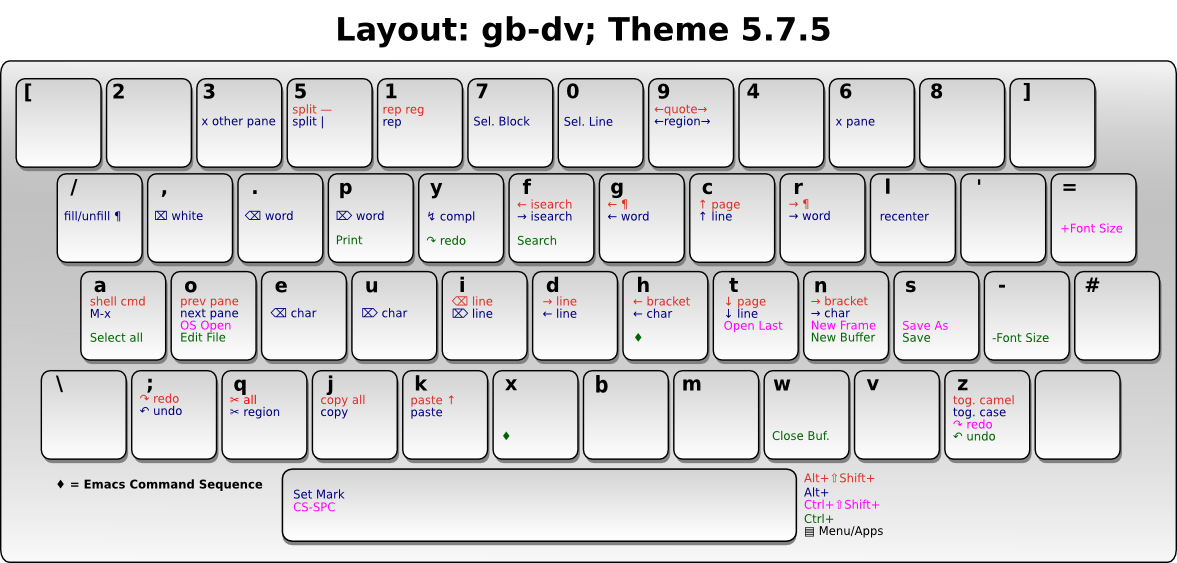 Layout: gb-dv; Theme 5.7.5
[
2
3
x other pane
5
split —
split |
1
rep reg
rep
7
Sel. Block
0
Sel. Line
9
←quote→
←region→
4
6
x pane
8
]
/
fill/unfill ¶
,
⌧ white
.
⌫ word
p
⌦ word
Print
y
↯ compl
↷ redo
f
← isearch
→ isearch
Search
g
← ¶
← word
c
↑ page
↑ line
r
→ ¶
→ word
l
recenter
'
=
+Font Size
a
shell cmd
M-x
Select all
o
prev pane
next pane
OS Open
Edit File
e
⌫ char
u
⌦ char
i
⌫ line
⌦ line
d
→ line
← line
h
← bracket
← char
♦
t
↓ page
↓ line
Open Last
n
→ bracket
→ char
New Frame
New Buffer
s
Save As
Save
-
-Font Size
#
\
;
↷ redo
↶ undo
q
✂ all
✂ region
j
copy all
copy
k
paste ↑
paste
x
♦
b
m
w
Close Buf.
v
z
tog. camel
tog. case
↷ redo
↶ undo
♦ = Emacs Command Sequence
Set Mark
CS-SPC
Alt+⇧Shift+
Alt+
Ctrl+⇧Shift+
Ctrl+
▤ Menu/Apps